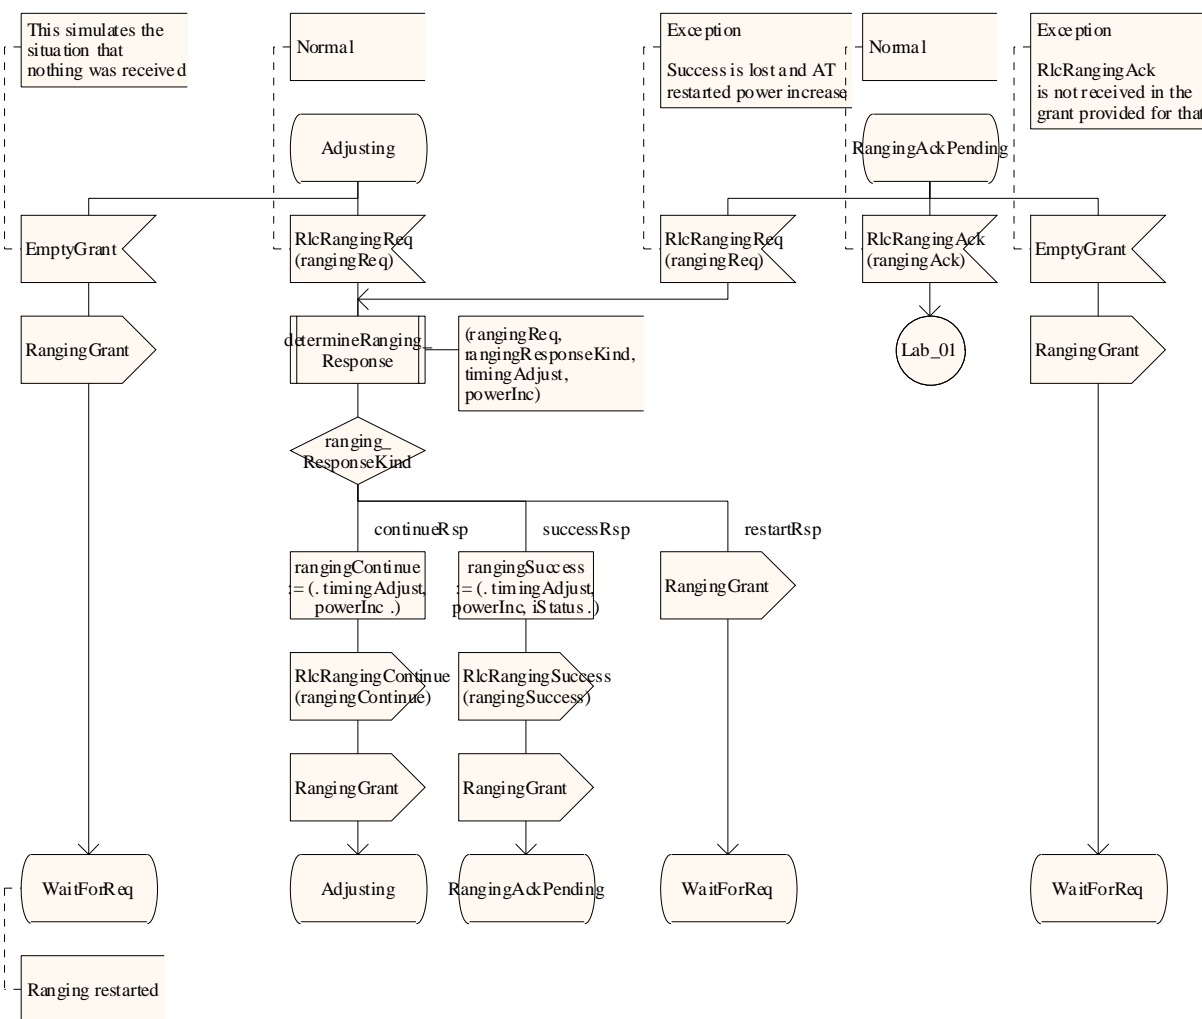 This simulates the
situation that
nothing was received
Normal
Exception
Success is lost and AT
restarted power increase
Normal
Exception
RlcRangingAck
is not received in the
grant provided for that
Adjusting
RangingAckPending
EmptyGrant
RlcRangingReq
(rangingReq)
RlcRangingReq
(rangingReq)
RlcRangingAck
(rangingAck)
EmptyGrant
RangingGrant
determineRanging_
Response
(rangingReq,
rangingResponseKind,
timingAdjust,
powerInc)
Lab_01
RangingGrant
ranging_
ResponseKind
continueRsp
successRsp
restartRsp
rangingContinue
:= (. timingAdjust,
powerInc .)
rangingSuccess
:= (. timingAdjust,
powerInc, iStatus .)
RangingGrant
RlcRangingContinue
(rangingContinue)
RlcRangingSuccess
(rangingSuccess)
RangingGrant
RangingGrant
WaitForReq
Adjusting
RangingAckPending
WaitForReq
WaitForReq
Ranging restarted